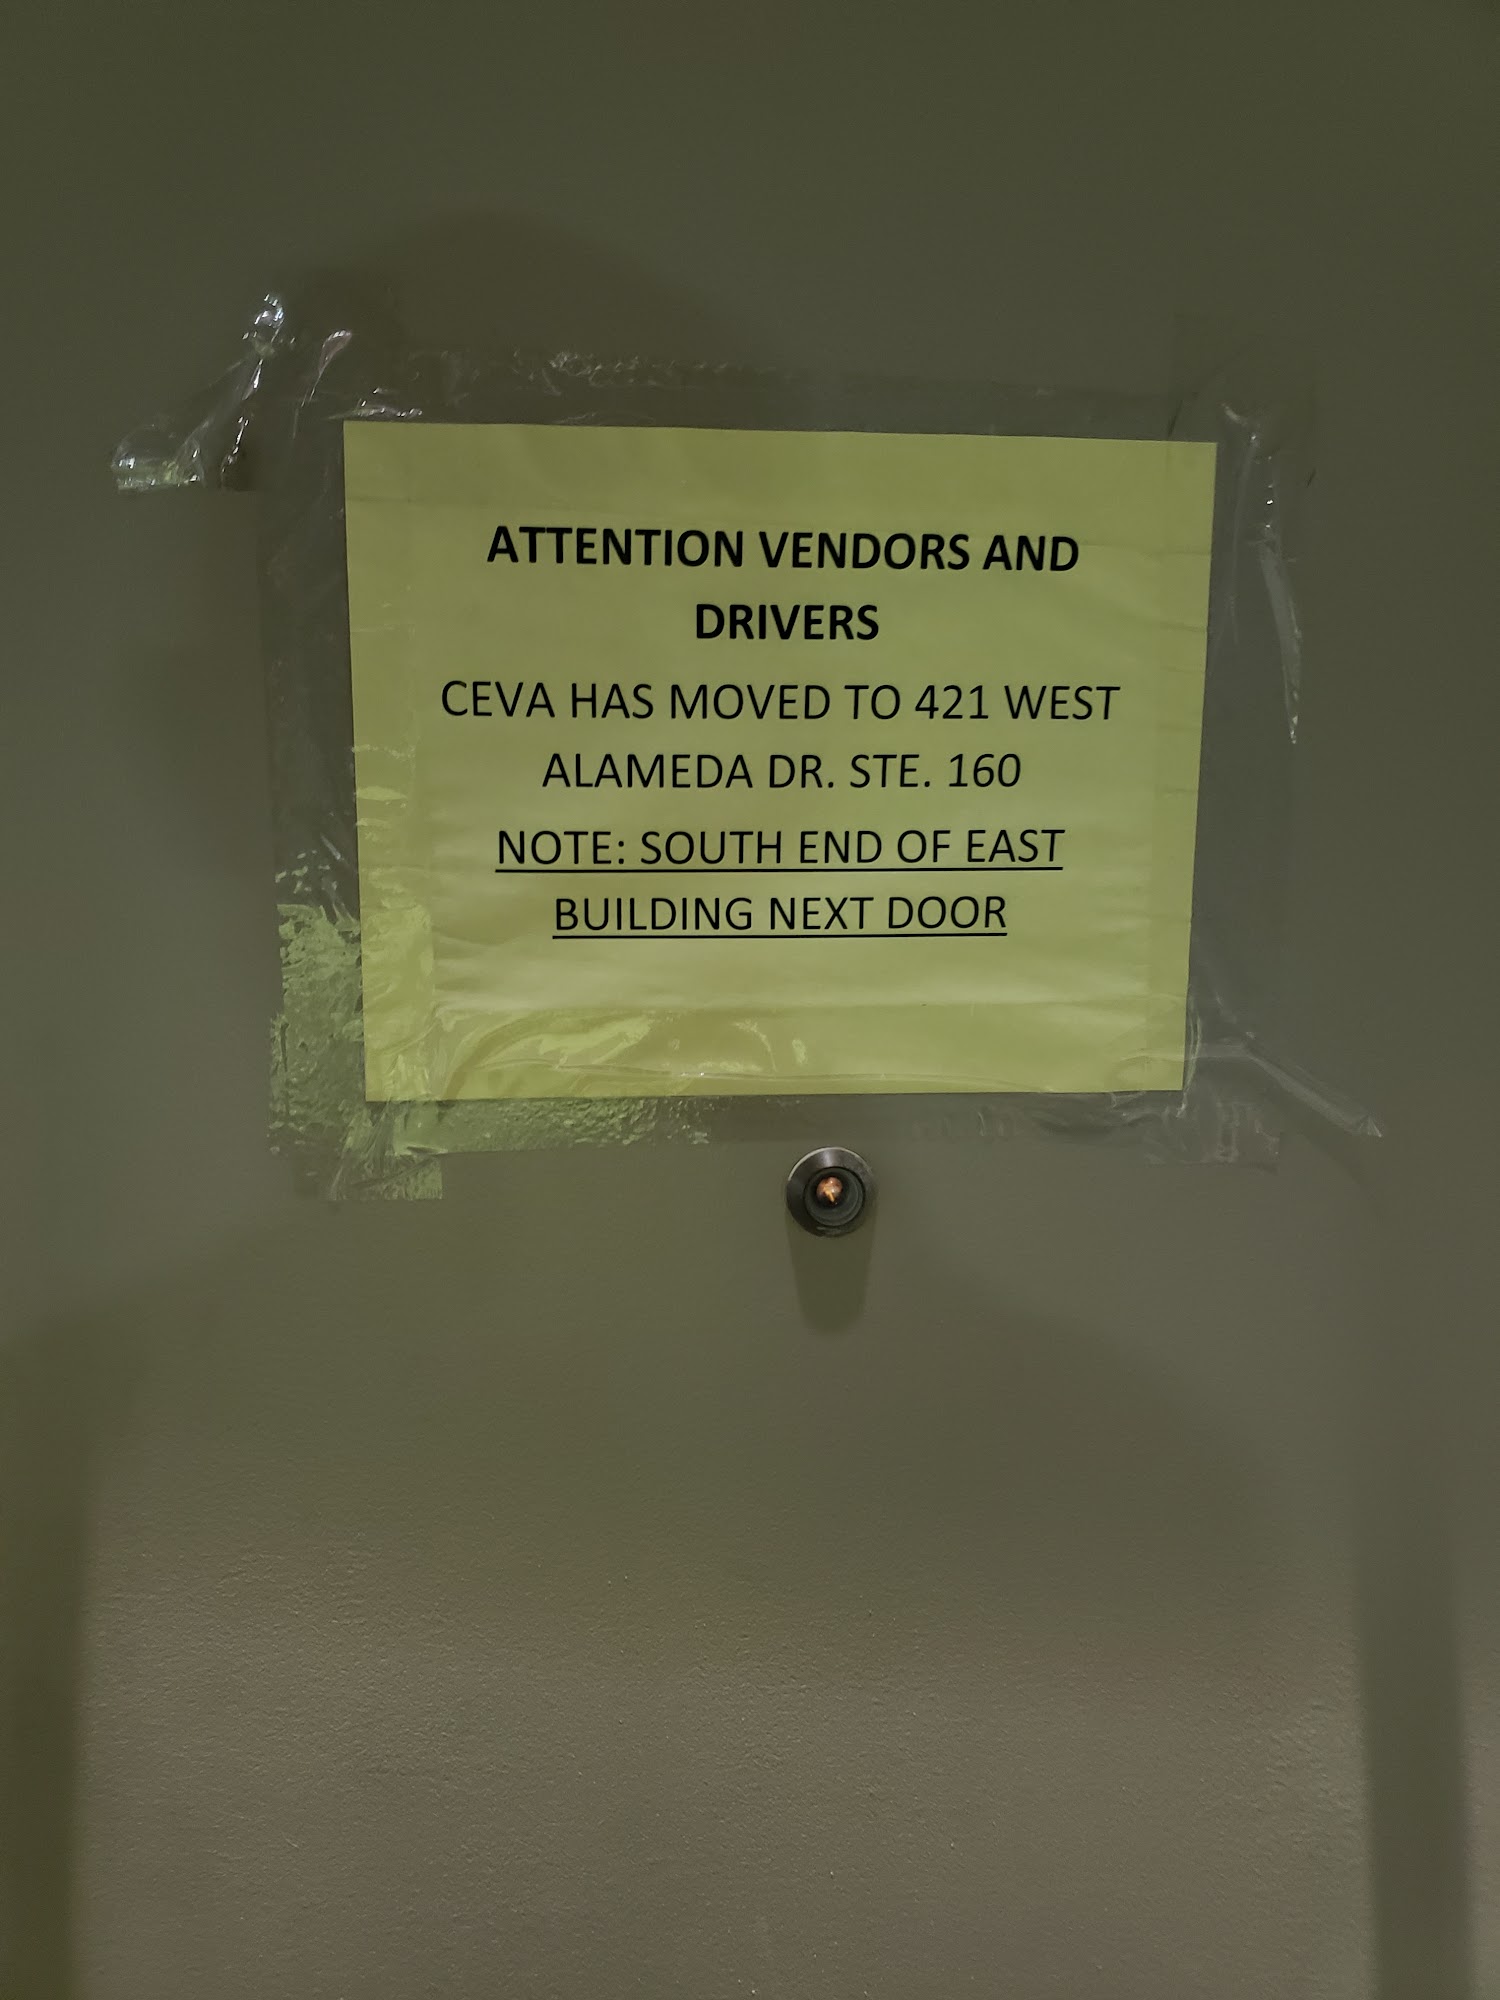 ATTENTION VENDORS AND
DRIVERS
CEVA HAS MOVED TO 421 WEST
ALAMEDA DR. STE. 160
NOTE: SOUTH END OF EAST
BUILDING NEXT DOOR